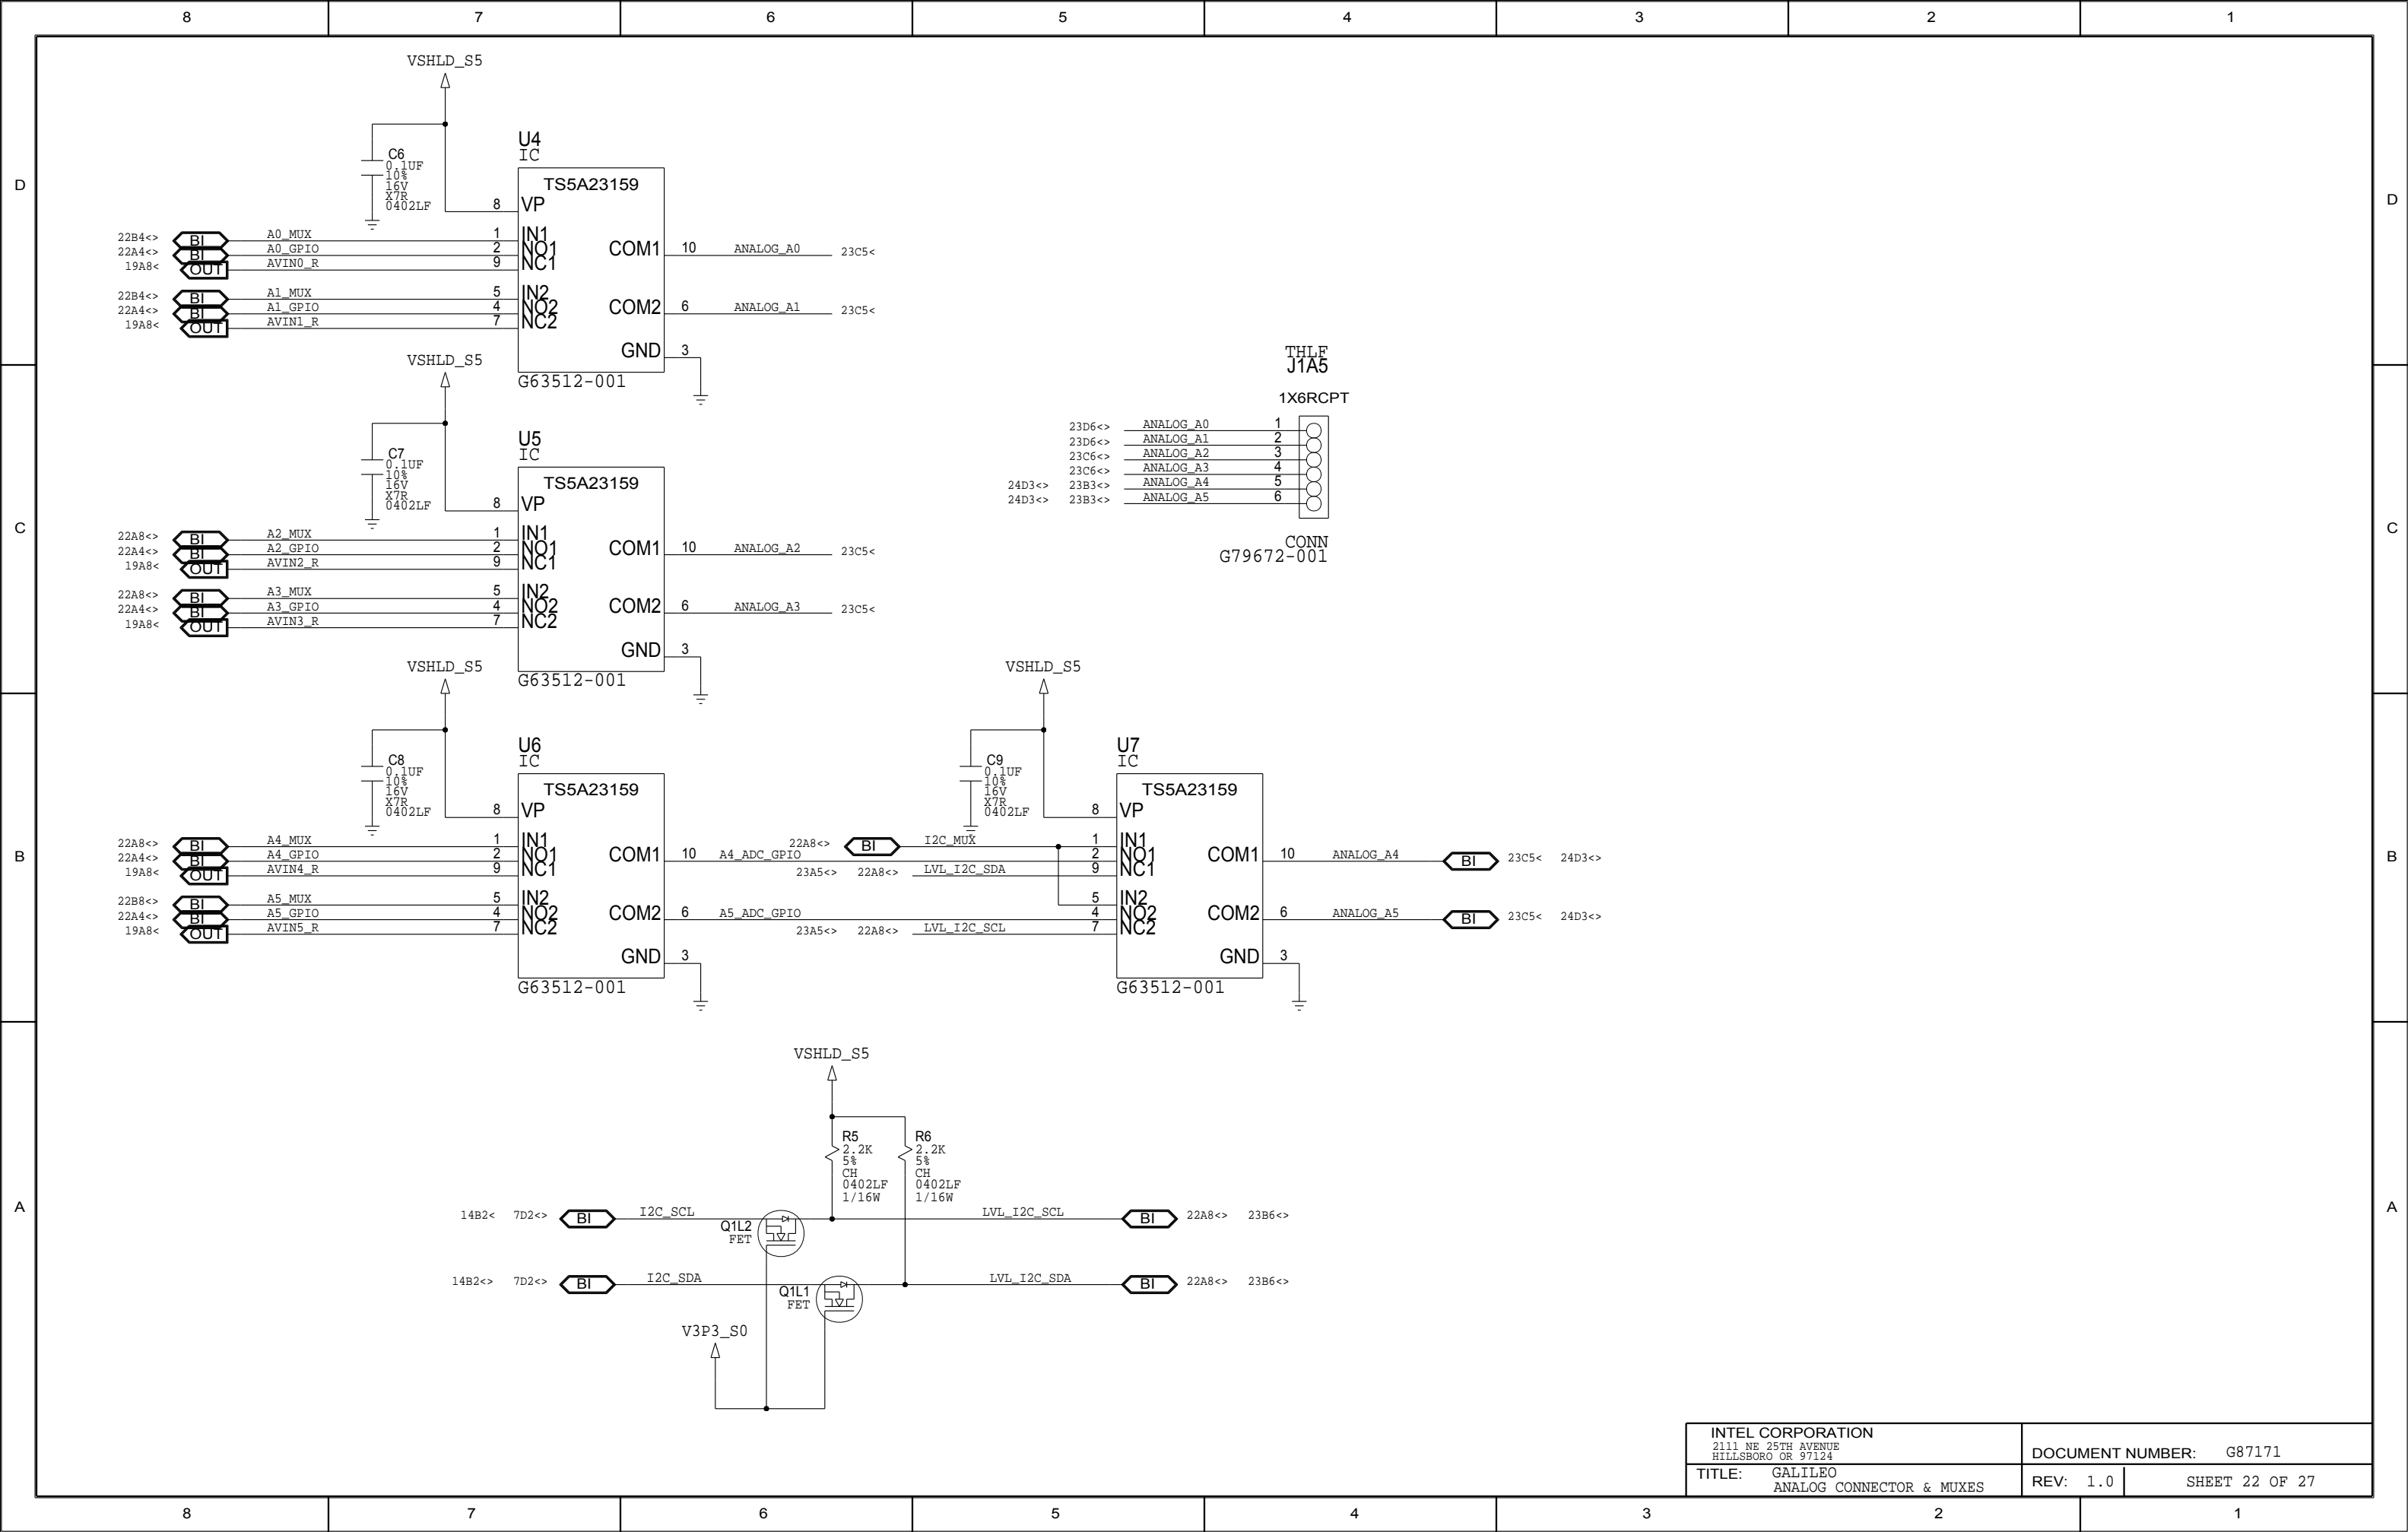 8 7 6 5 4 3 2 1
D
C
B
A
D
C
B
A
VSHLD_S5
C6
0.1UF
10%
16V
X7R
0402LF
U4
IC
TS5A23159
8 VP
22B4<> BI A0_MUX 1 IN1
22A4<> BI A0_GPIO 2 NO1
19A8< OUT AVIN0_R 9 NC1
22B4<> BI A1_MUX 5 IN2
22A4<> BI A1_GPIO 4 NO2
19A8< OUT AVIN1_R 7 NC2
COM1 10 ANALOG_A0 23C5<
COM2 6 ANALOG_A1 23C5<
GND 3
G63512-001
VSHLD_S5
C7
0.1UF
10%
16V
X7R
0402LF
U5
IC
TS5A23159
8 VP
22A8<> BI A2_MUX 1 IN1
22A4<> BI A2_GPIO 2 NO1
19A8< OUT AVIN2_R 9 NC1
22A8<> BI A3_MUX 5 IN2
22A4<> BI A3_GPIO 4 NO2
19A8< OUT AVIN3_R 7 NC2
COM1 10 ANALOG_A2 23C5<
COM2 6 ANALOG_A3 23C5<
GND 3
G63512-001
THLF
J1A5
1X6RCPT
23D6<> ANALOG_A0 1
23D6<> ANALOG_A1 2
23C6<> ANALOG_A2 3
23C6<> ANALOG_A3 4
24D3<> 23B3<> ANALOG_A4 5
24D3<> 23B3<> ANALOG_A5 6
CONN
G79672-001
VSHLD_S5
C8
0.1UF
10%
16V
X7R
0402LF
U6
IC
TS5A23159
8 VP
22A8<> BI A4_MUX 1 IN1
22A4<> BI A4_GPIO 2 NO1
19A8< OUT AVIN4_R 9 NC1
22B8<> BI A5_MUX 5 IN2
22A4<> BI A5_GPIO 4 NO2
19A8< OUT AVIN5_R 7 NC2
COM1 10 A4_ADC_GPIO
COM2 6 A5_ADC_GPIO
GND 3
G63512-001
VSHLD_S5
C9
0.1UF
10%
16V
X7R
0402LF
U7
IC
TS5A23159
8 VP
22A8<> BI I2C_MUX 1 IN1
2 NO1
23A5<> 22A8<> LVL_I2C_SDA 9 NC1
5 IN2
4 NO2
23A5<> 22A8<> LVL_I2C_SCL 7 NC2
COM1 10 ANALOG_A4 BI 23C5< 24D3<>
COM2 6 ANALOG_A5 BI 23C5< 24D3<>
GND 3
G63512-001
VSHLD_S5
R5
2.2K
5%
CH
0402LF
1/16W
R6
2.2K
5%
CH
0402LF
1/16W
14B2< 7D2<> BI I2C_SCL
Q1L2
FET
LVL_I2C_SCL BI 22A8<> 23B6<>
14B2<> 7D2<> BI I2C_SDA
Q1L1
FET
LVL_I2C_SDA BI 22A8<> 23B6<>
V3P3_S0
INTEL CORPORATION
2111 NE 25TH AVENUE
HILLSBORO OR 97124
DOCUMENT NUMBER: G87171
TITLE: GALILEO
ANALOG CONNECTOR & MUXES
REV: 1.0 SHEET 22 OF 27
8 7 6 5 4 3 2 1